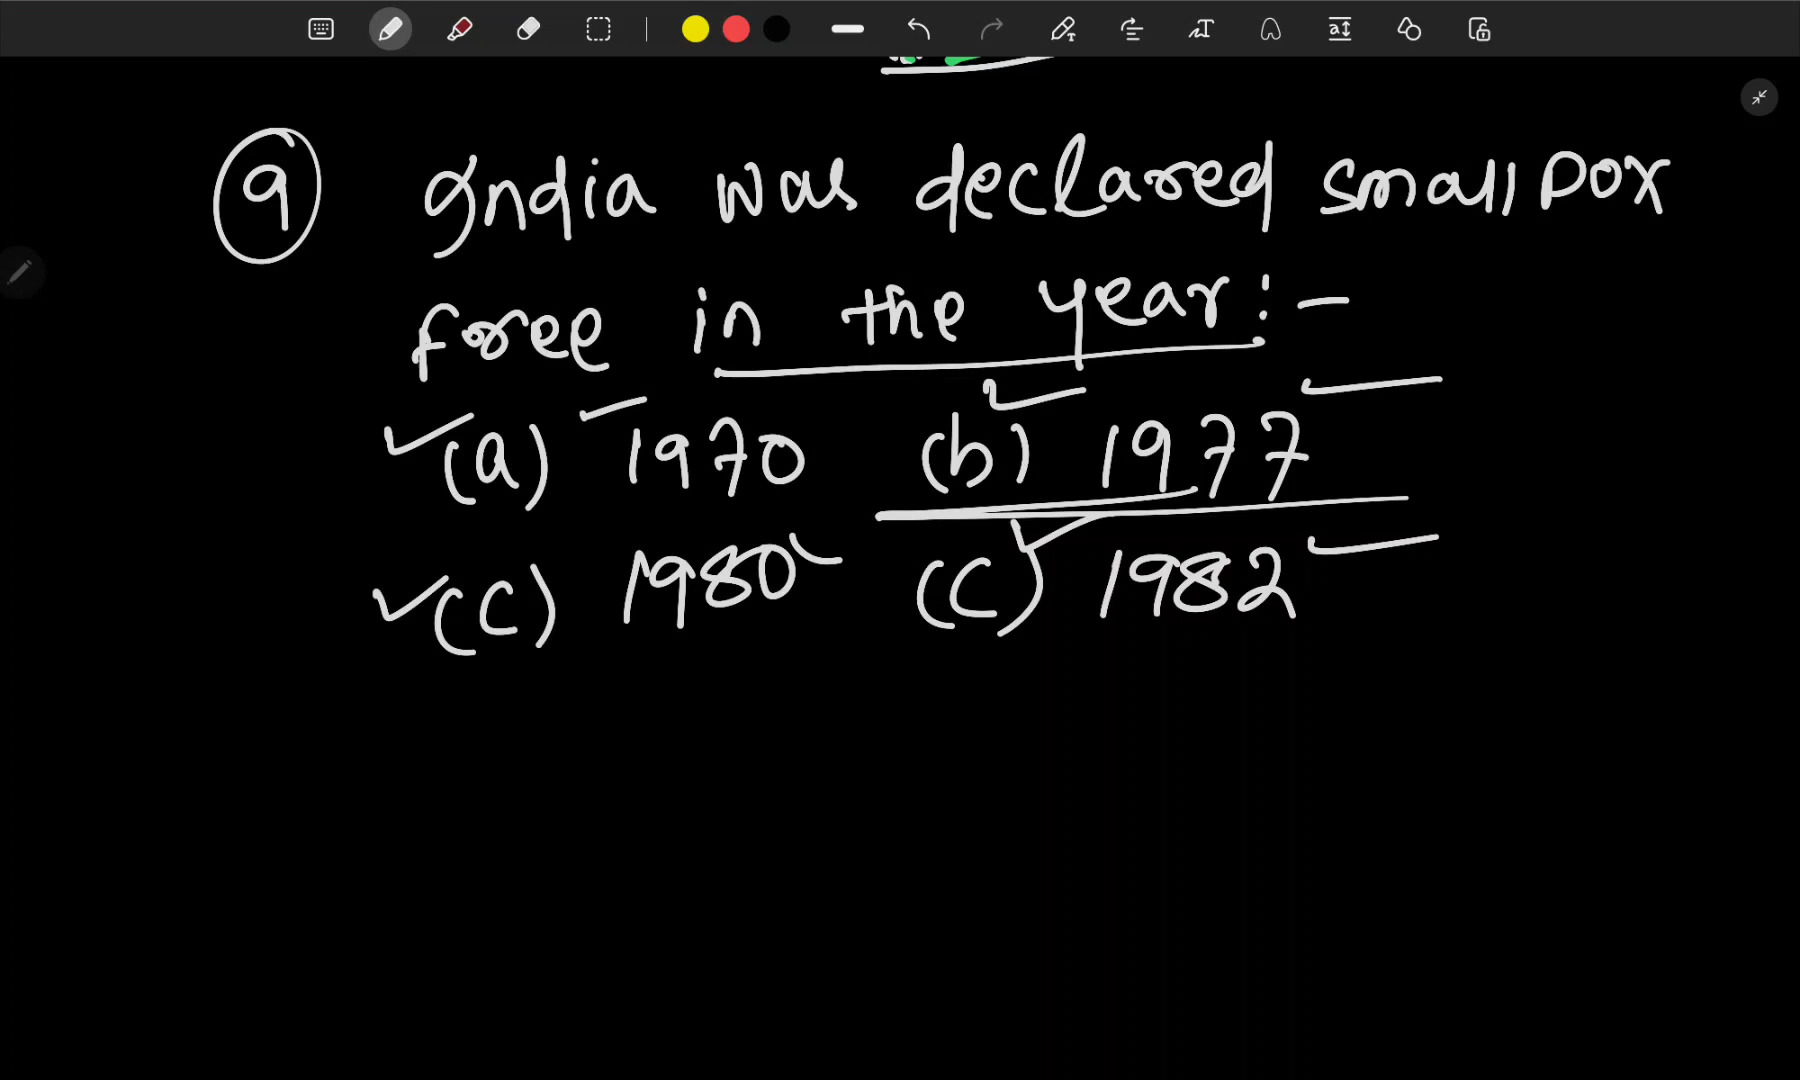 9 India was declared small pox
free in the year:-
(a) 1970 (b) 1977
(c) 1980 (c) 1982